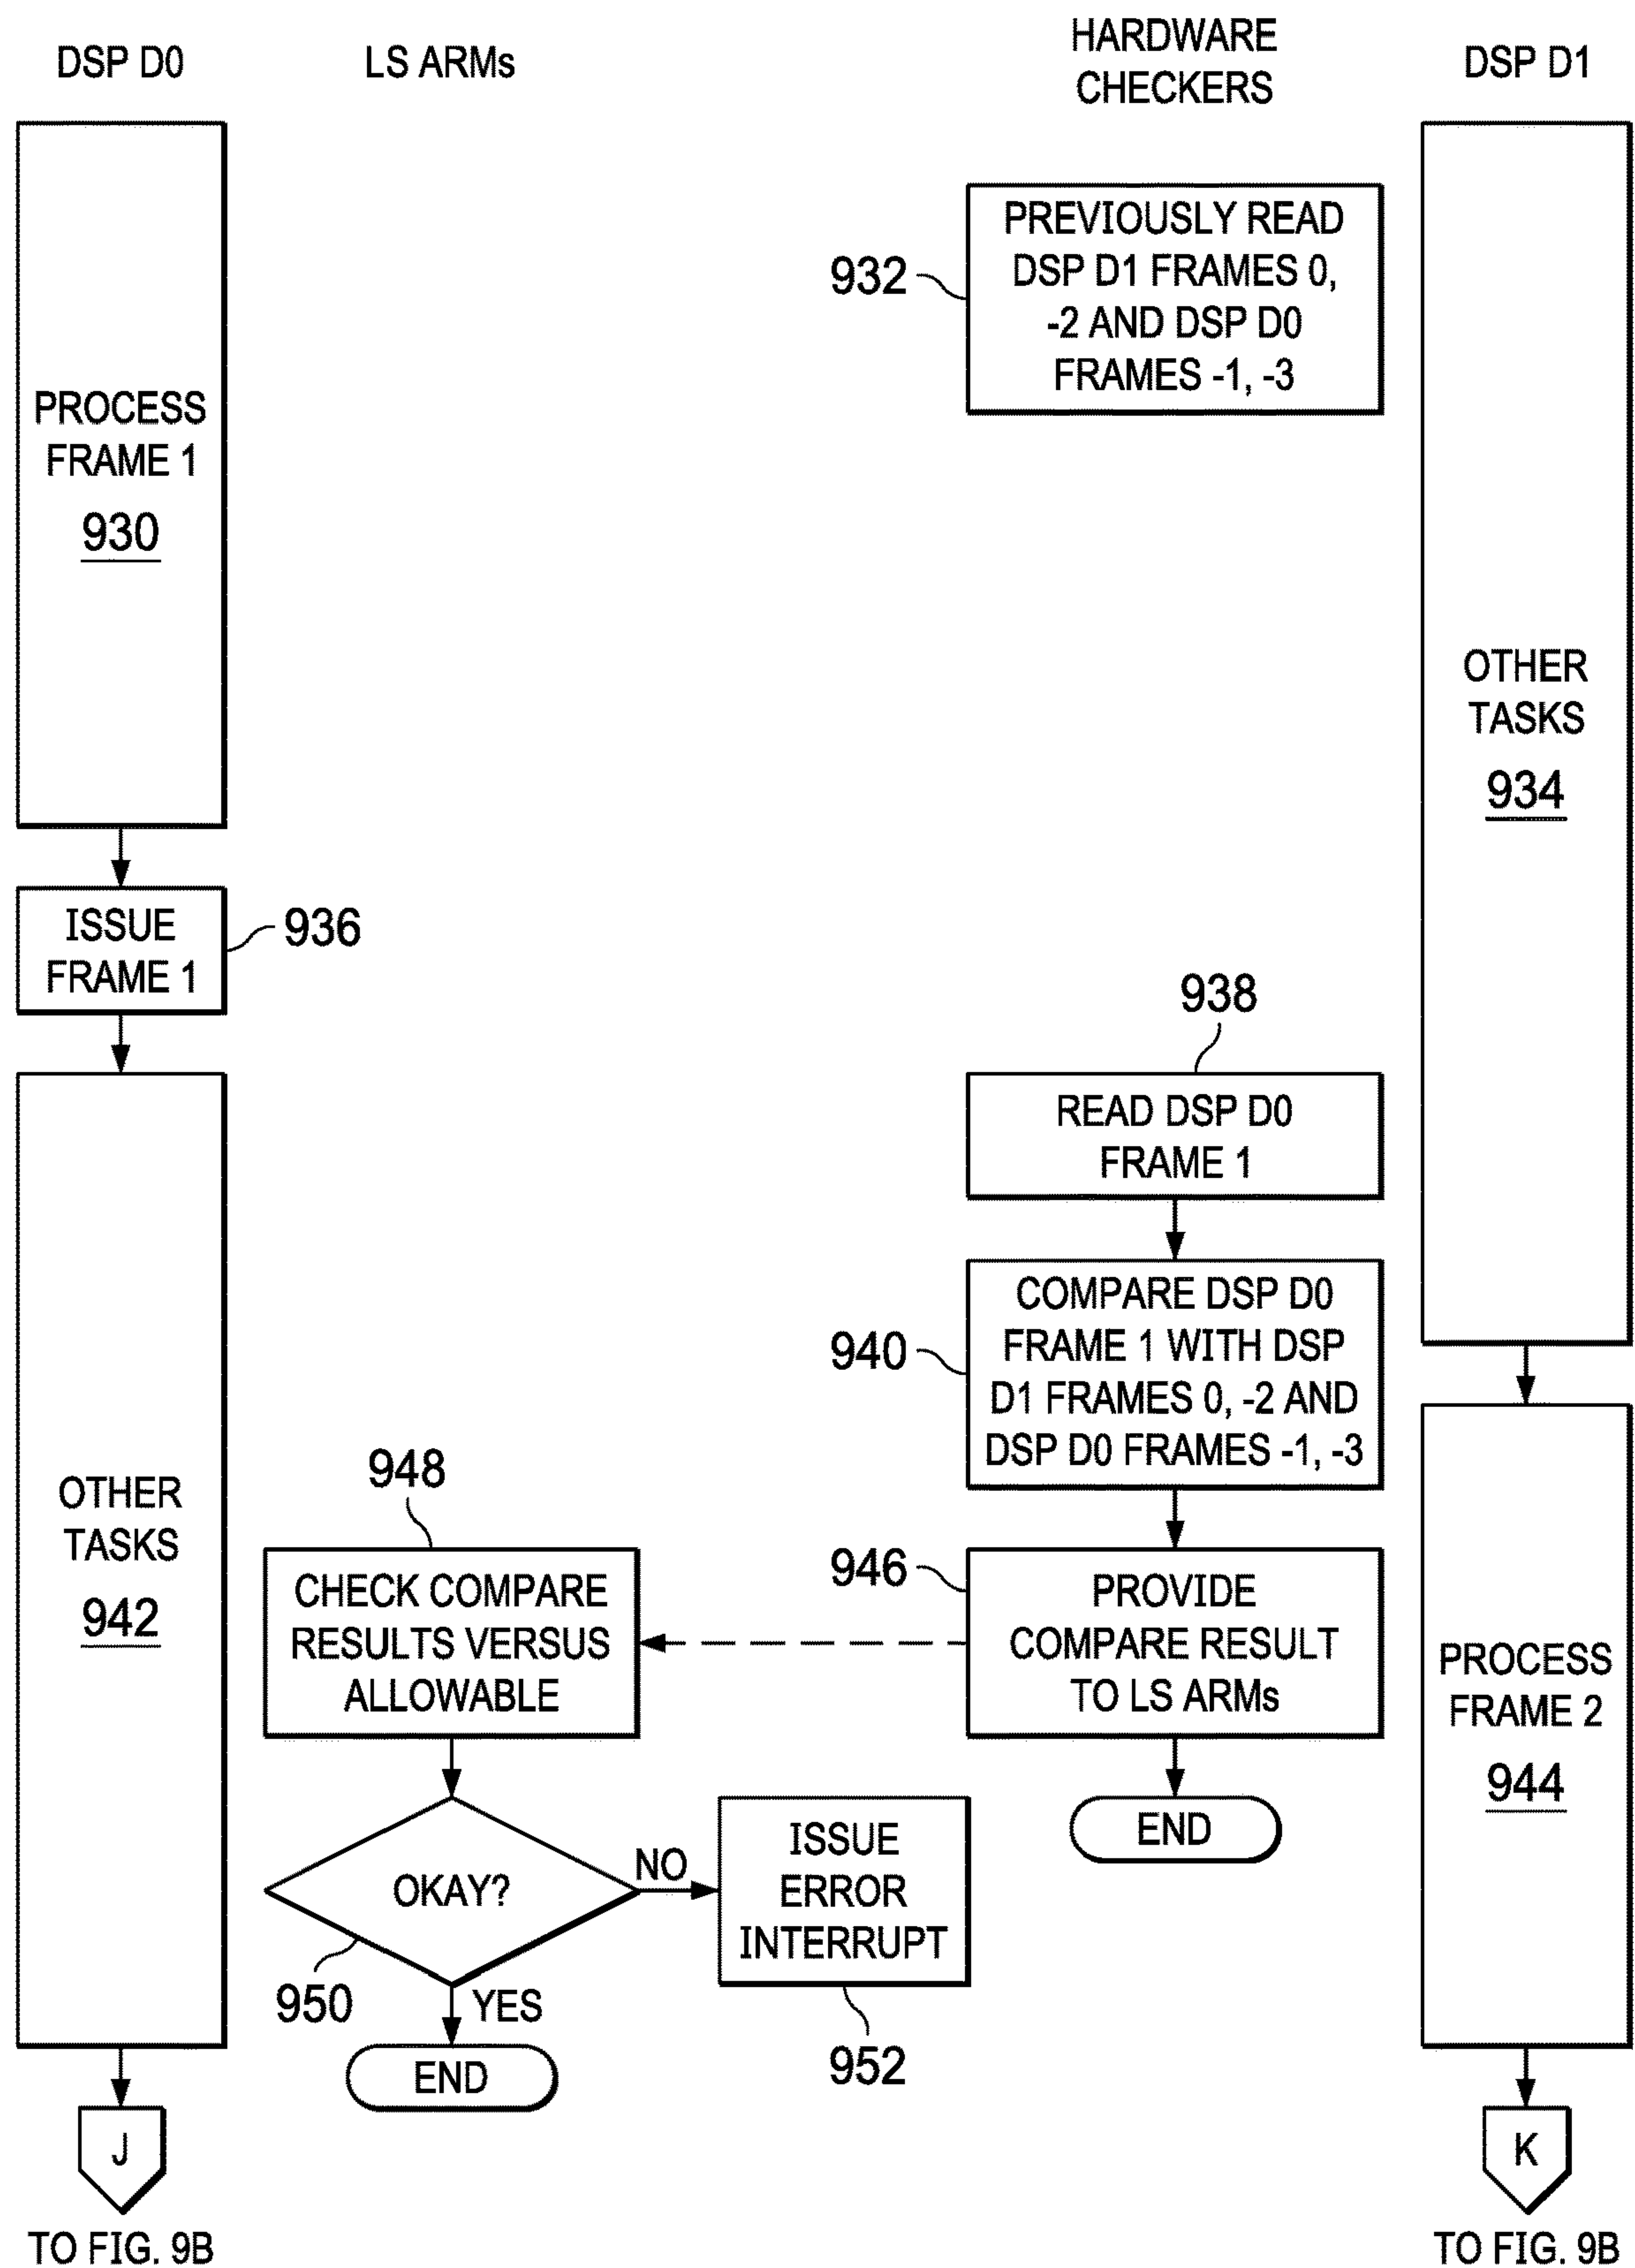 DSP D0
LS ARMs
HARDWARE
CHECKERS
DSP D1
PROCESS
FRAME 1
930
932
PREVIOUSLY READ
DSP D1 FRAMES 0,
-2 AND DSP D0
FRAMES -1, -3
OTHER
TASKS
934
ISSUE
FRAME 1
936
938
READ DSP D0
FRAME 1
940
COMPARE DSP D0
FRAME 1 WITH DSP
D1 FRAMES 0, -2 AND
DSP D0 FRAMES -1, -3
OTHER
TASKS
942
948
CHECK COMPARE
RESULTS VERSUS
ALLOWABLE
946
PROVIDE
COMPARE RESULT
TO LS ARMs
PROCESS
FRAME 2
944
OKAY?
NO
950
YES
END
ISSUE
ERROR
INTERRUPT
952
END
J
TO FIG. 9B
K
TO FIG. 9B